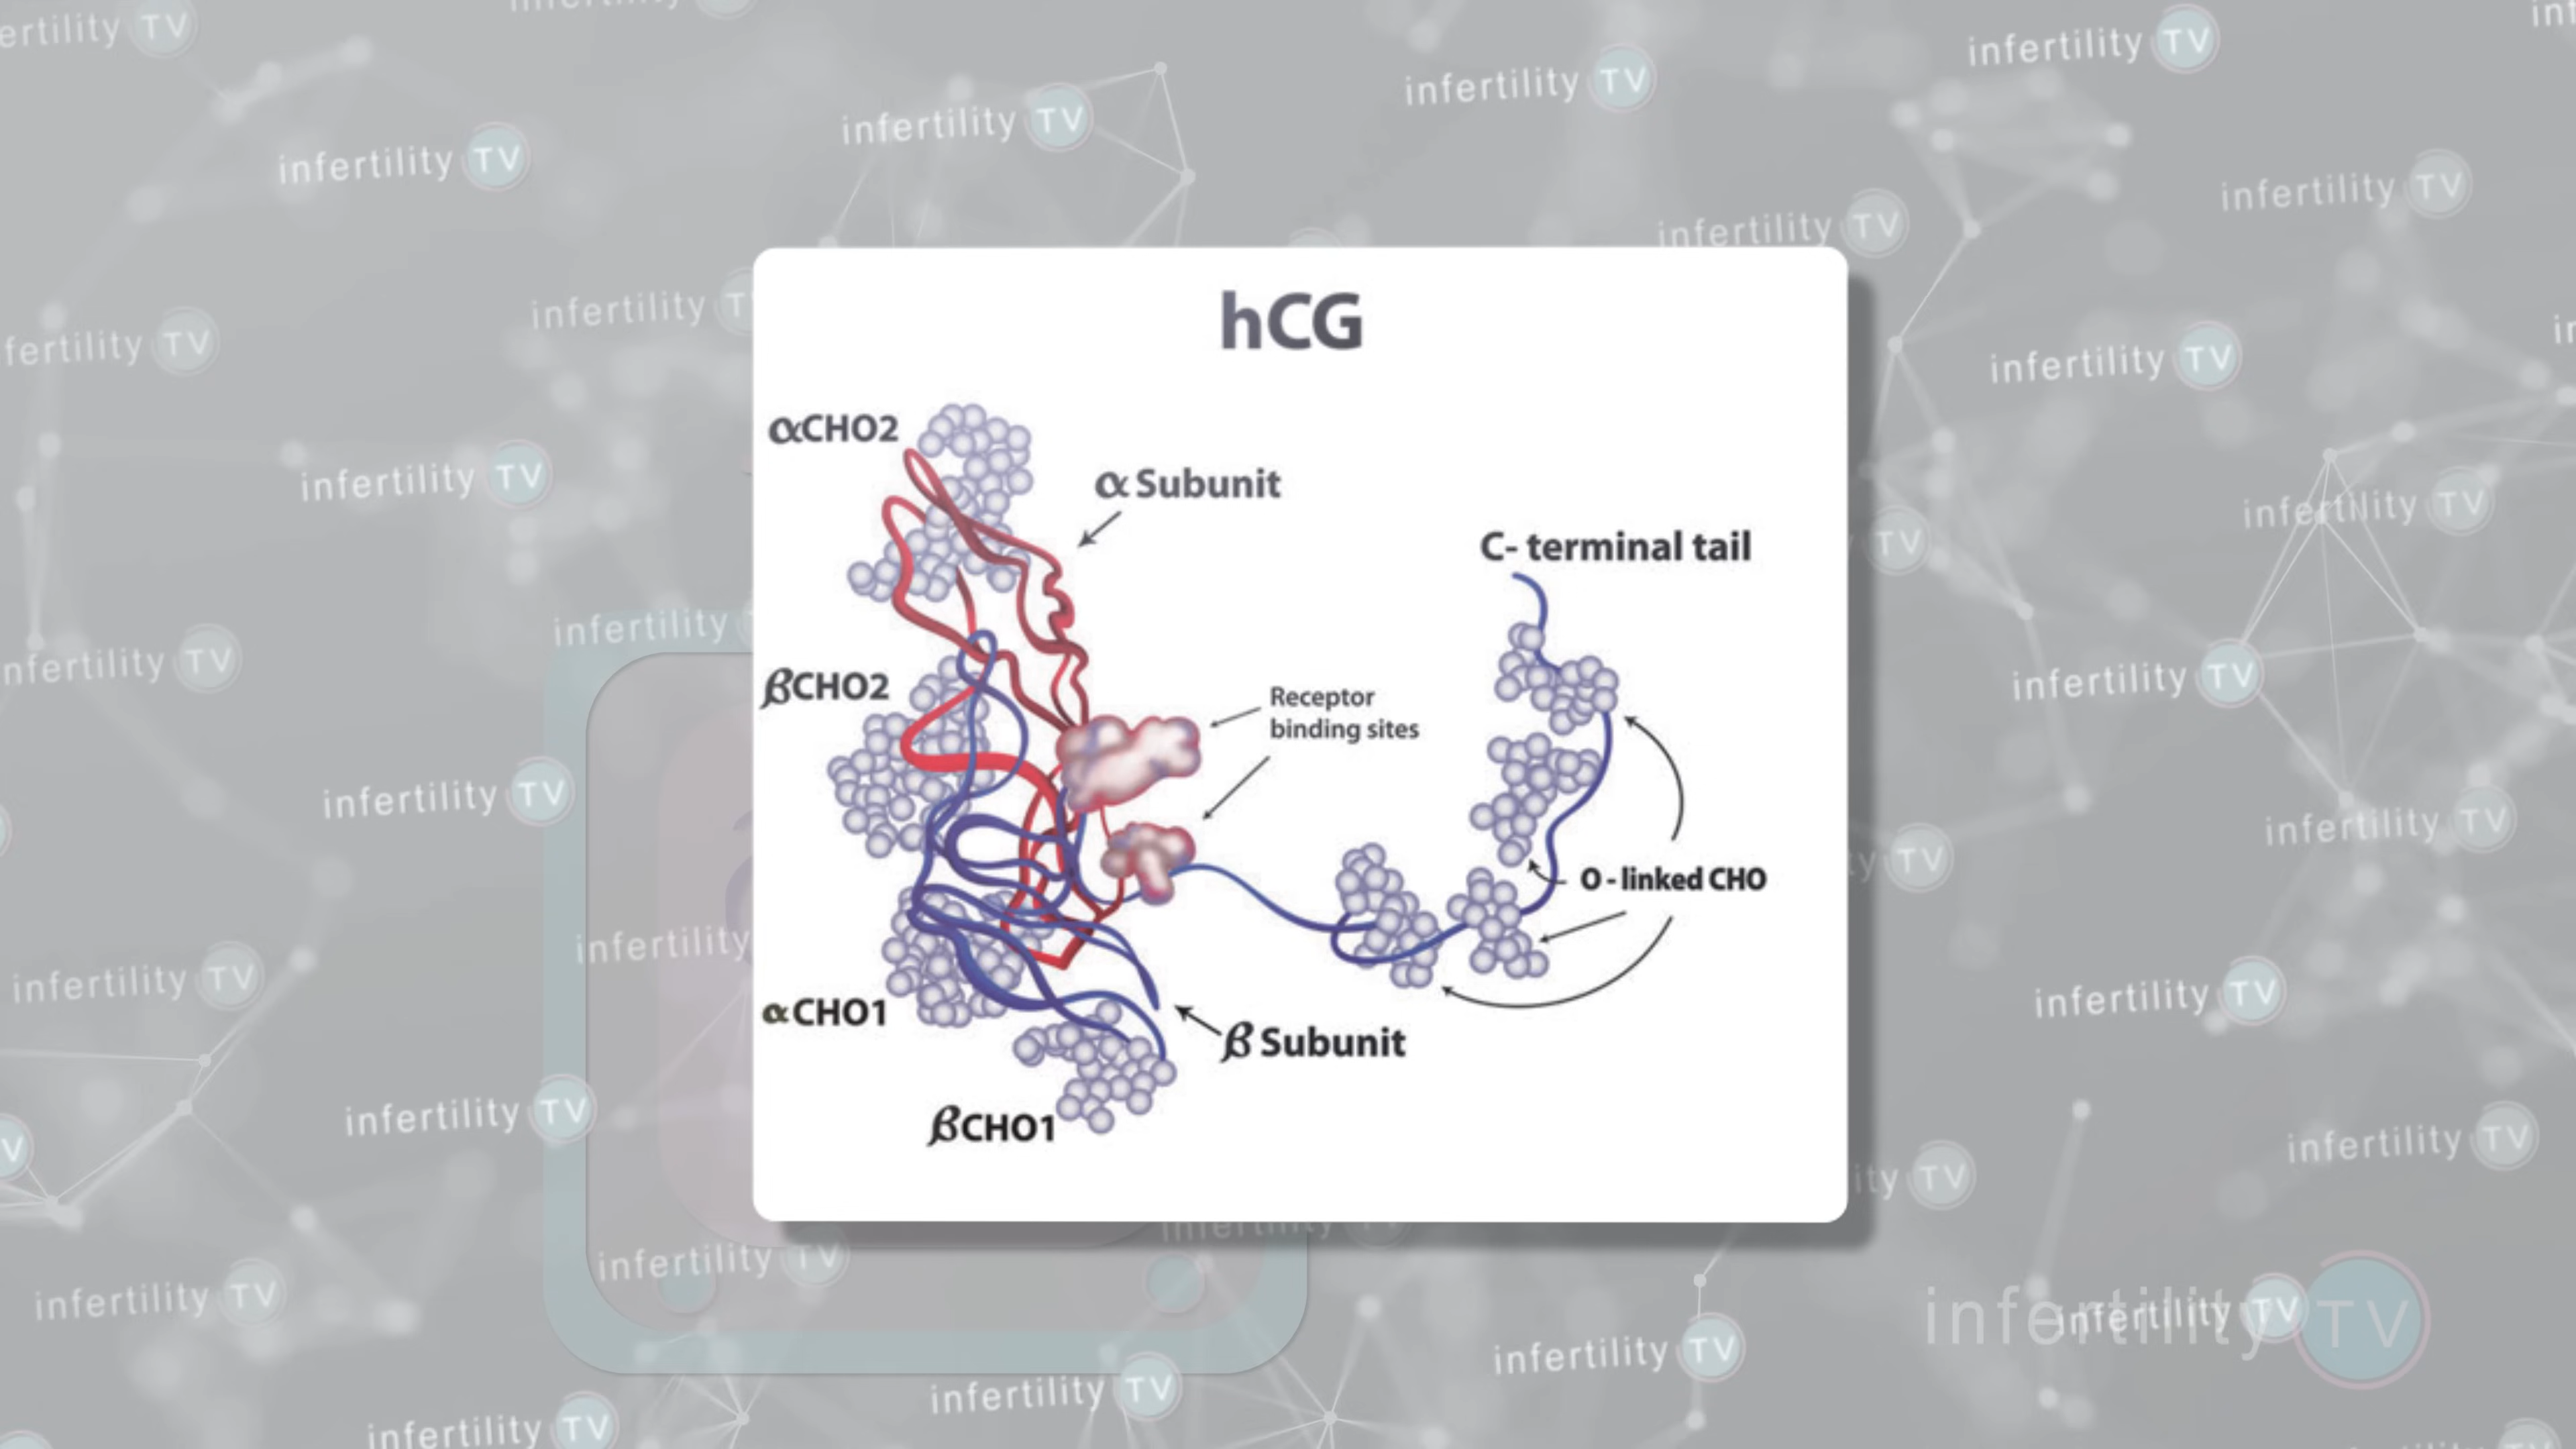 hCG
αCHO2
α Subunit
C- terminal tail
βCHO2
Receptor
binding sites
O - linked CHO
αCHO1
β Subunit
βCHO1
infertility TV